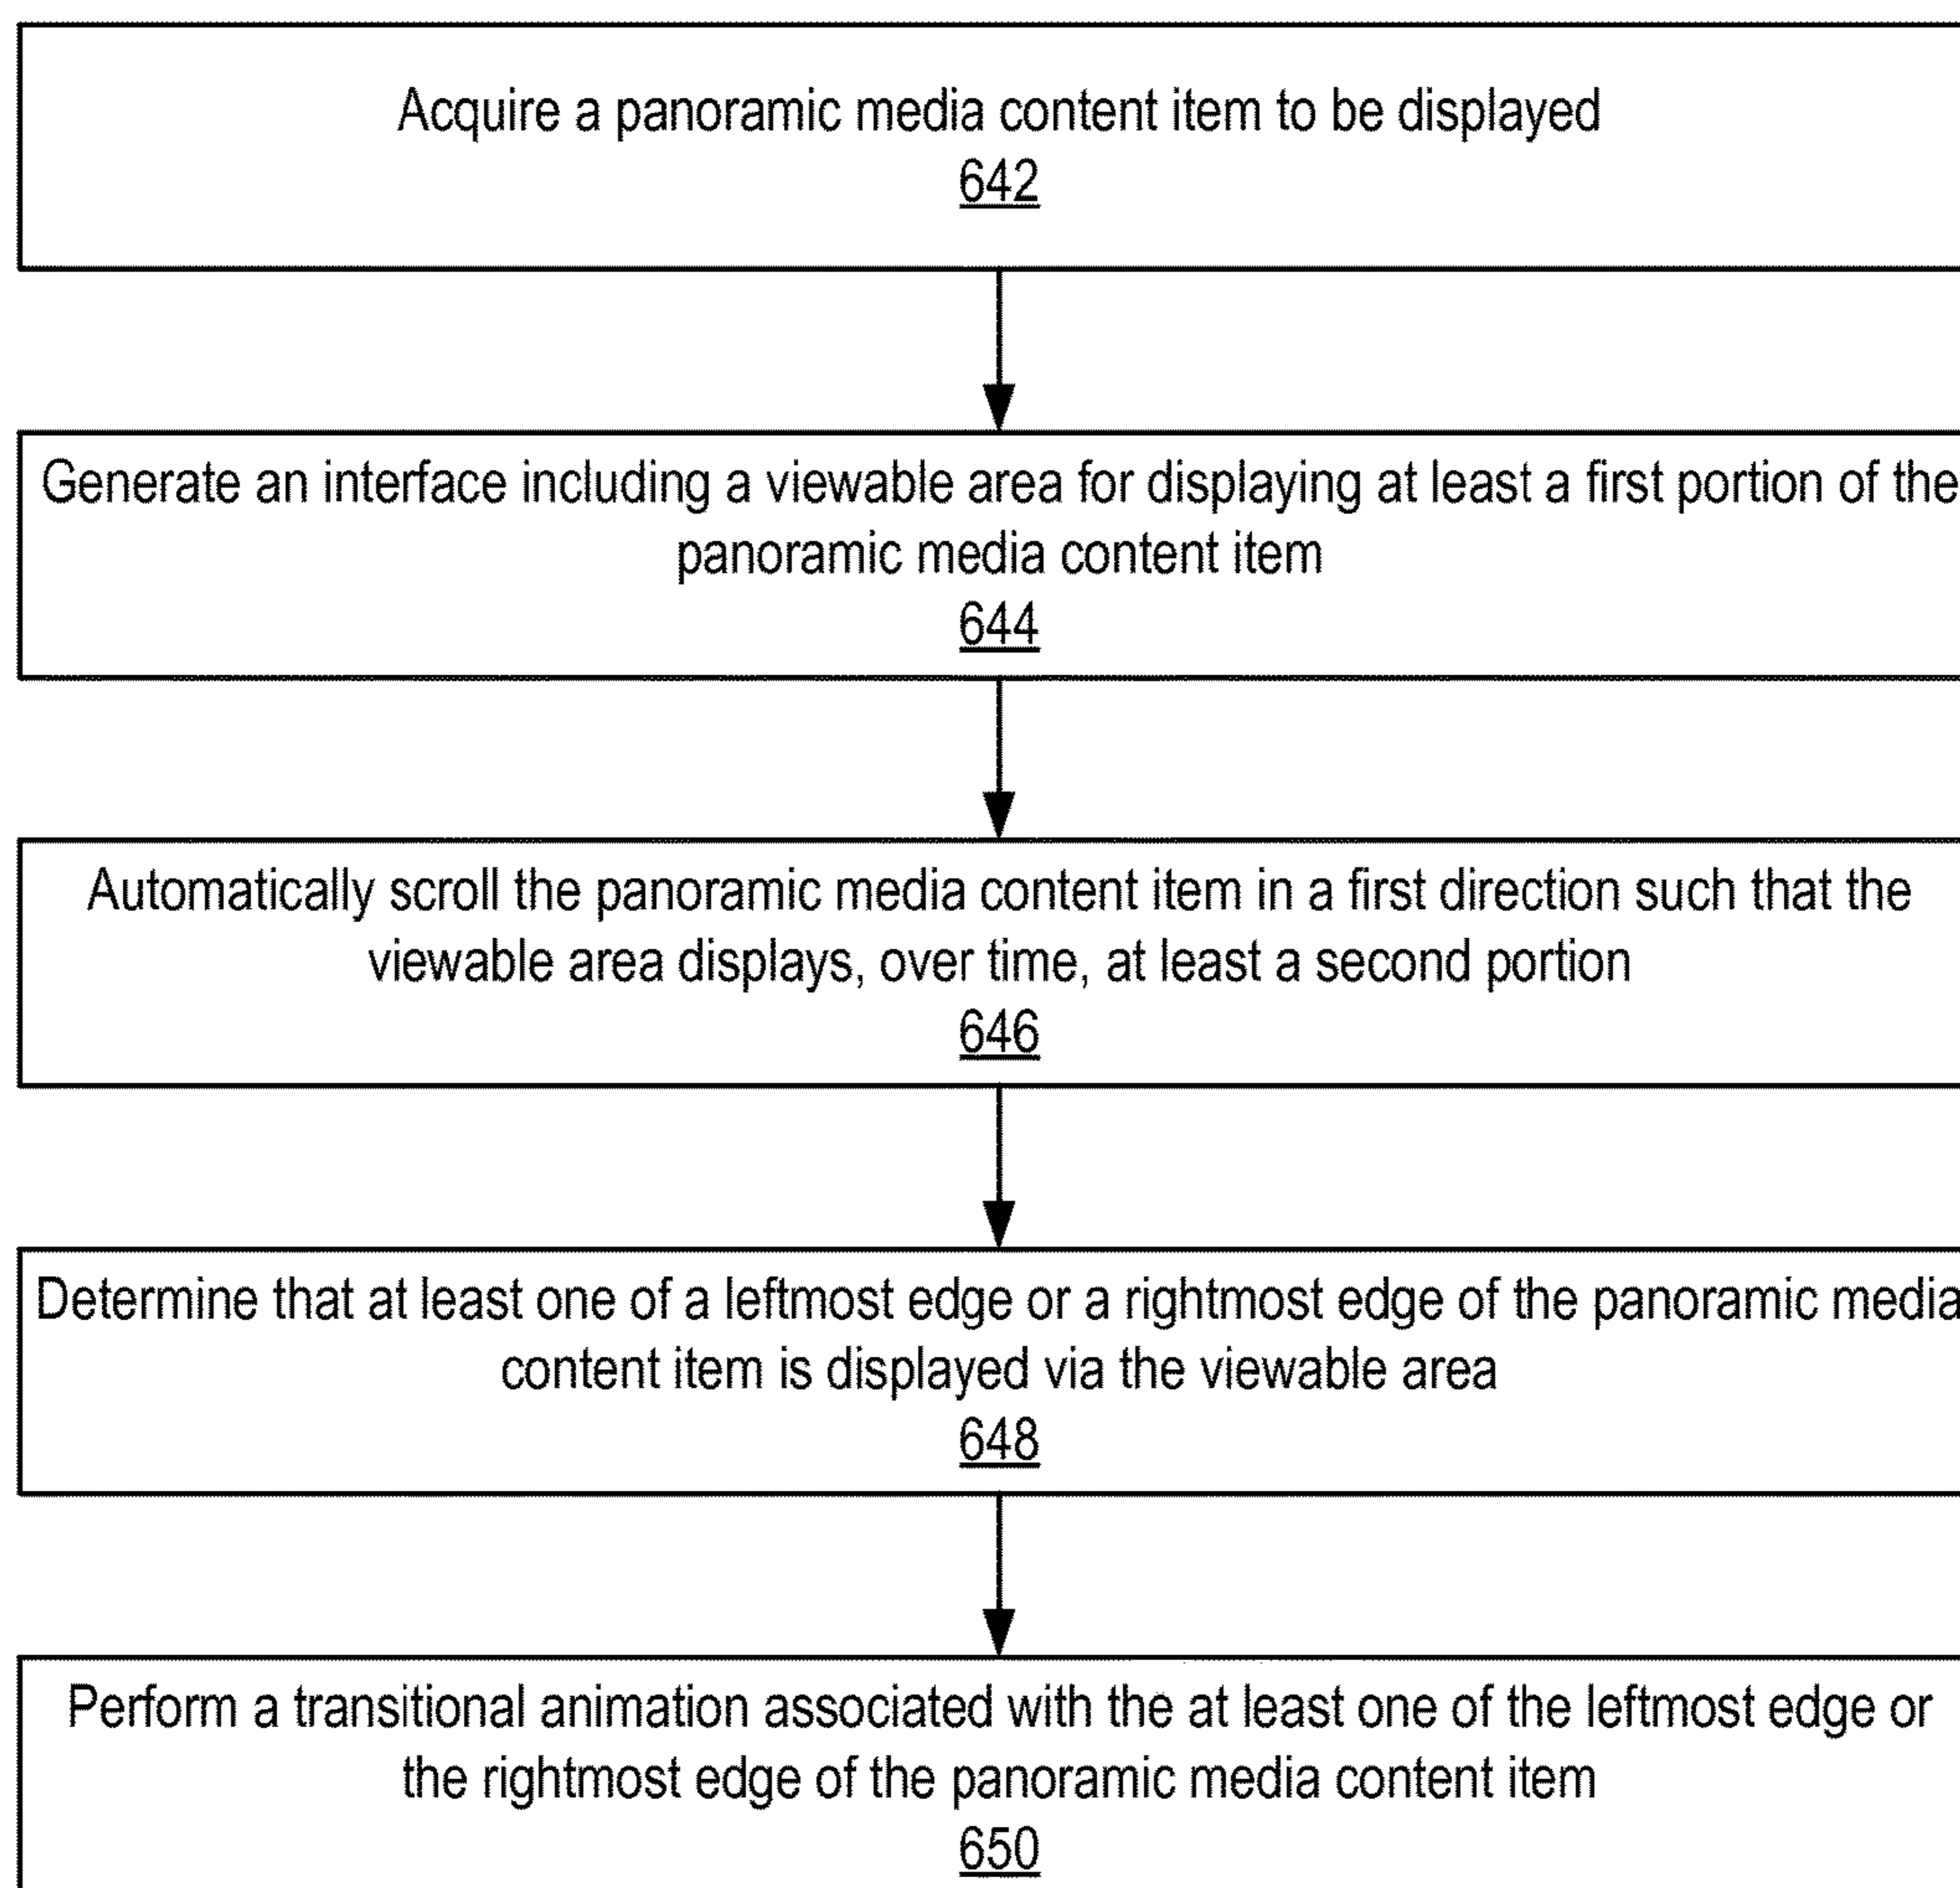 Acquire a panoramic media content item to be displayed
642
Generate an interface including a viewable area for displaying at least a first portion of the
panoramic media content item
644
Automatically scroll the panoramic media content item in a first direction such that the
viewable area displays, over time, at least a second portion
646
Determine that at least one of a leftmost edge or a rightmost edge of the panoramic media
content item is displayed via the viewable area
648
Perform a transitional animation associated with the at least one of the leftmost edge or
the rightmost edge of the panoramic media content item
650